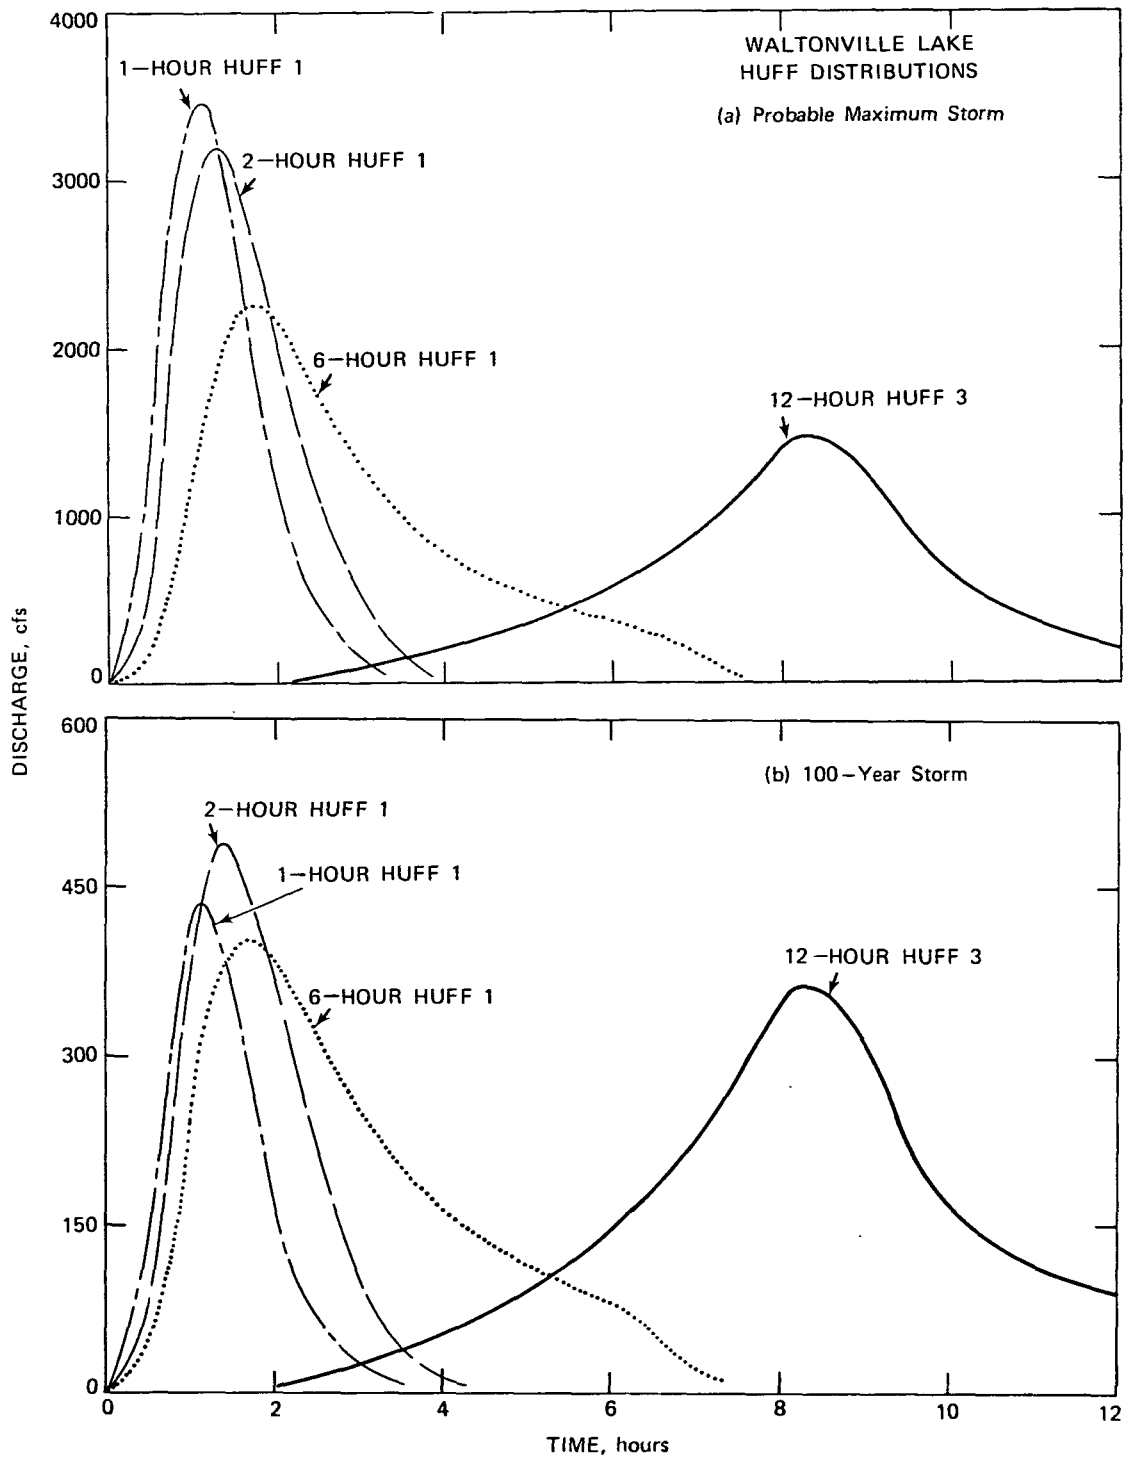 WALTONVILLE LAKE
HUFF DISTRIBUTIONS
(a) Probable Maximum Storm
4000
3000
2000
1000
0
1-HOUR HUFF 1
2-HOUR HUFF 1
6-HOUR HUFF 1
12-HOUR HUFF 3
DISCHARGE, cfs
(b) 100-Year Storm
600
450
300
150
0
2-HOUR HUFF 1
1-HOUR HUFF 1
6-HOUR HUFF 1
12-HOUR HUFF 3
0 2 4 6 8 10 12
TIME, hours